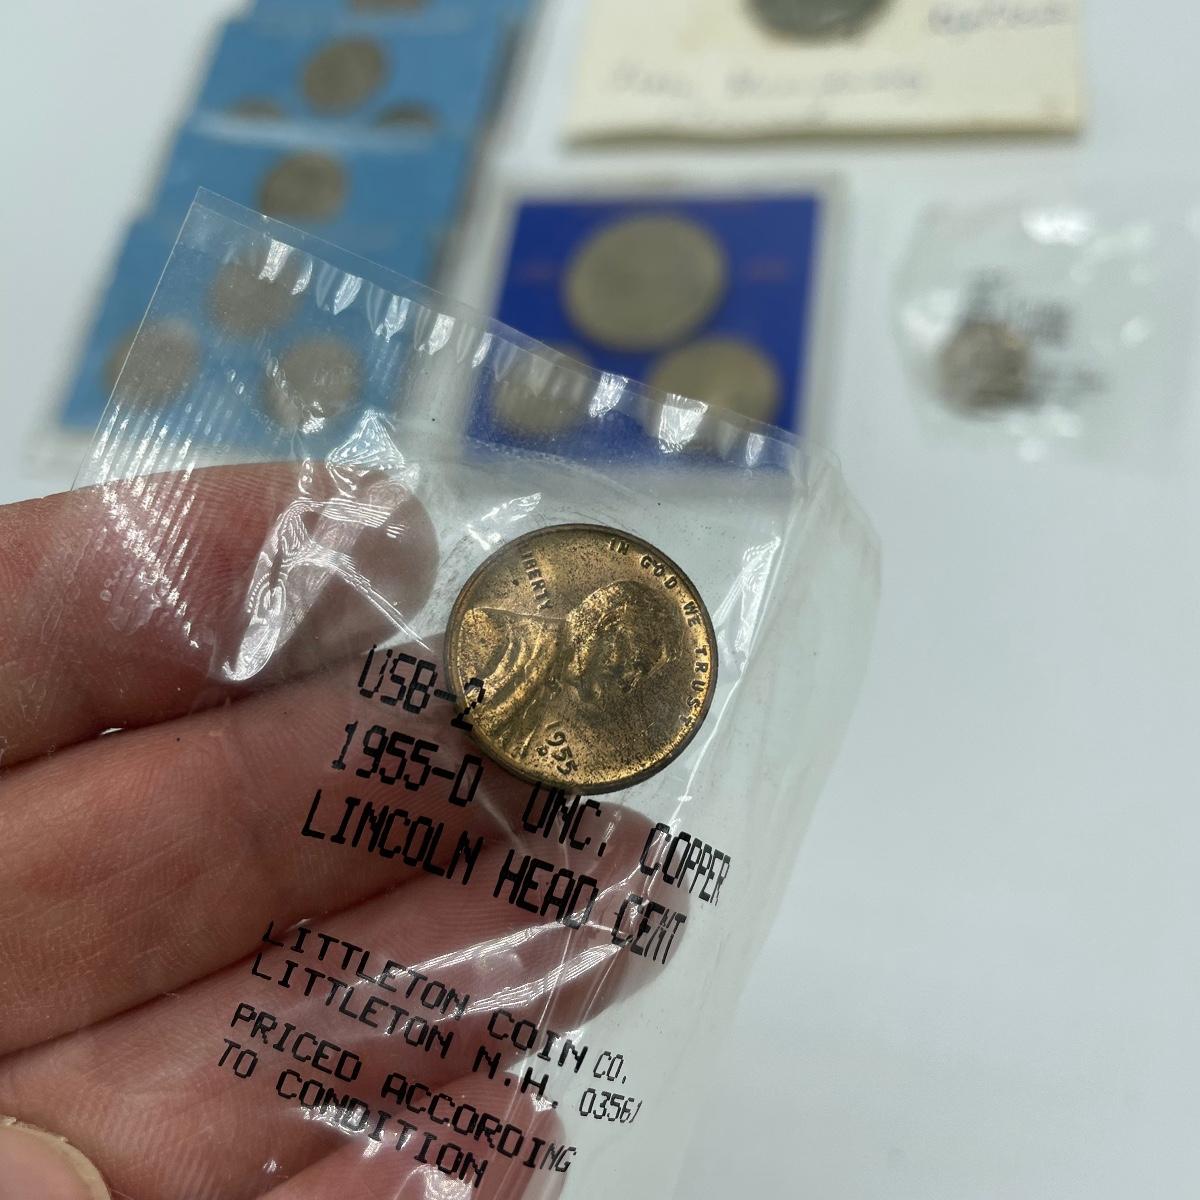 IN GOD WE TRUST
LIBERTY
1955
D
USB-2
1955-D UNC. COPPER
LINCOLN HEAD CENT
LITTLETON COIN CO.
LITTLETON N.H. 03561
PRICED ACCORDING
TO CONDITION